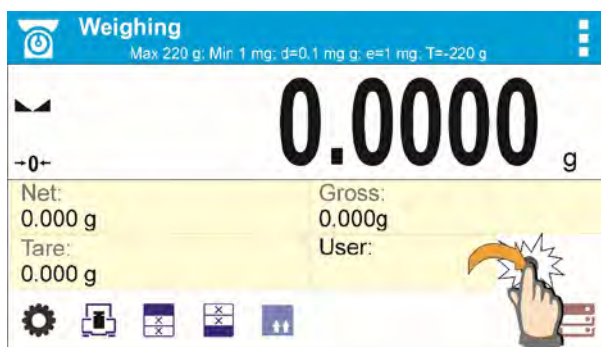 Weighing
Max 220 g: Min 1 mg: d=0.1 mg g: e=1 mg: T=-220 g
0.0000 g
→0←
Net:
0.000 g
Gross:
0.000g
Tare:
0.000 g
User: